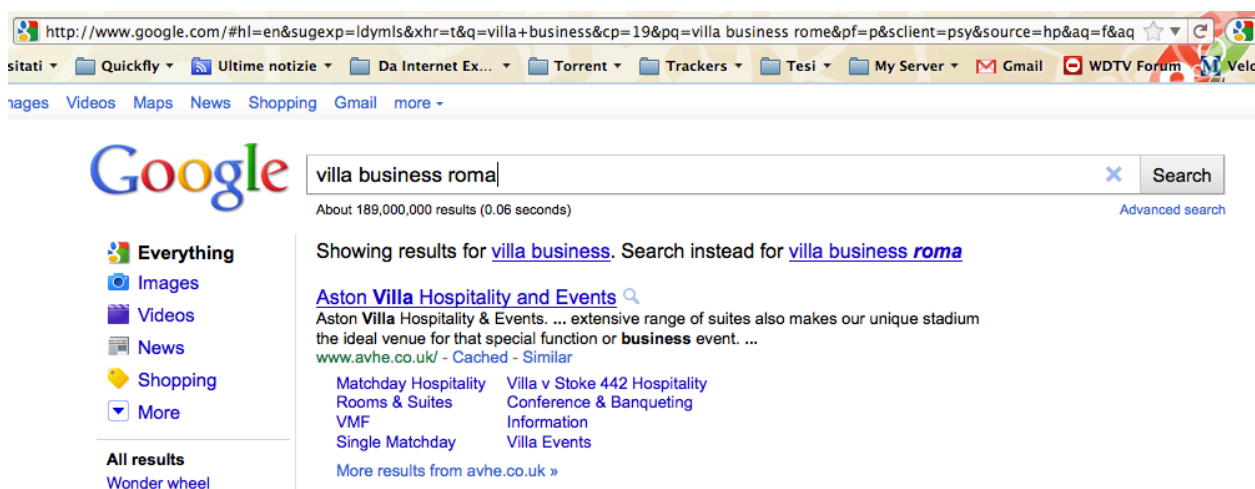 http://www.google.com/#hl=en&sugexp=ldymls&xhr=t&q=villa+business&cp=19&pq=villa business rome&pf=p&sclient=psy&source=hp&aq=f&aq
sitati Quickfly Ultime notizie Da Internet Ex... Torrent Trackers Tesi My Server Gmail WDTV Forum Velo
nages Videos Maps News Shopping Gmail more
Google villa business roma Search
About 189,000,000 results (0.06 seconds) Advanced search
Everything
Images
Videos
News
Shopping
More
All results
Wonder wheel
Showing results for villa business. Search instead for villa business roma
Aston Villa Hospitality and Events
Aston Villa Hospitality & Events. ... extensive range of suites also makes our unique stadium
the ideal venue for that special function or business event. ...
www.avhe.co.uk/ - Cached - Similar
Matchday Hospitality Villa v Stoke 442 Hospitality
Rooms & Suites Conference & Banqueting
VMF Information
Single Matchday Villa Events
More results from avhe.co.uk »